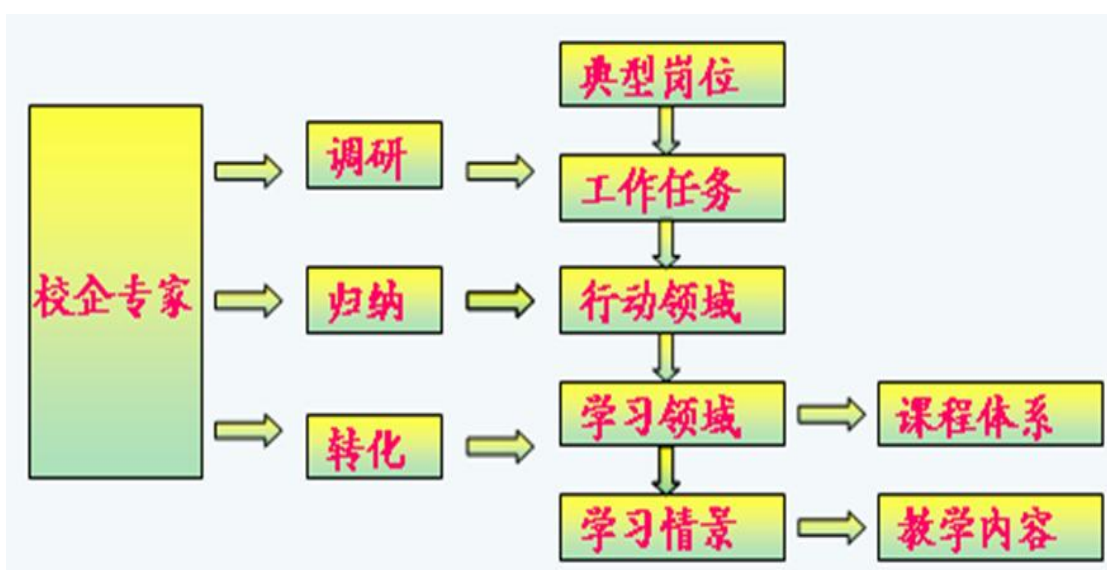 典型岗位
调研
工作任务
校企专家
归纳
行动领域
转化
学习领域
课程体系
学习情景
教学内容